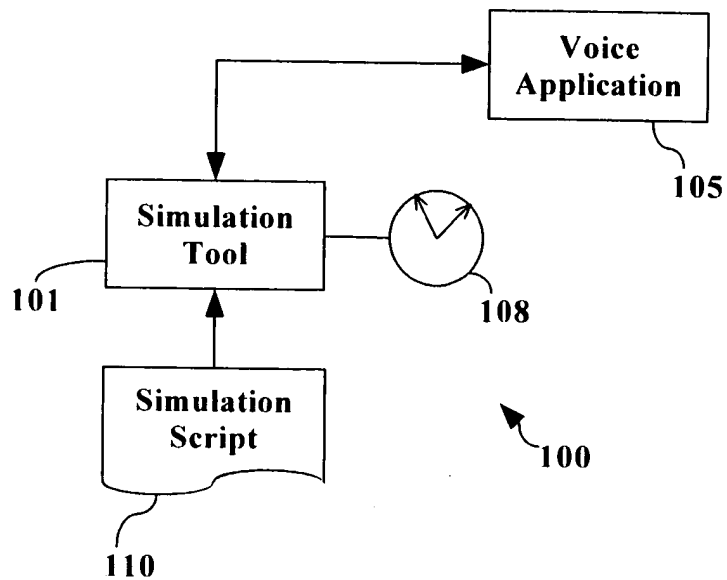 Voice
Application
105
Simulation
Tool
101
108
Simulation
Script
100
110